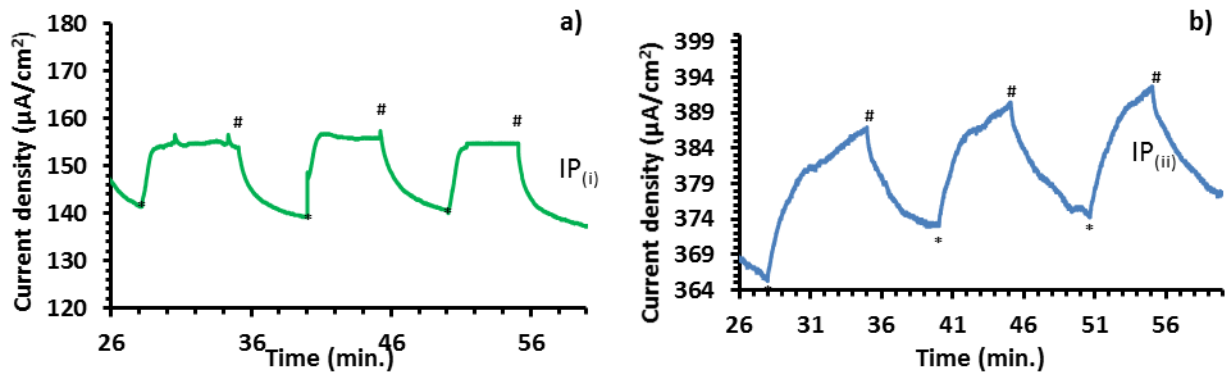 a)
Current density (µA/cm²)
180
170
160
150
140
130
120
# # #
* * *
IP(i)
26 36 46 56
Time (min.)
b)
Current density (µA/cm²)
399
394
389
384
379
374
369
364
# # #
* * *
IP(ii)
26 31 36 41 46 51 56
Time (min.)